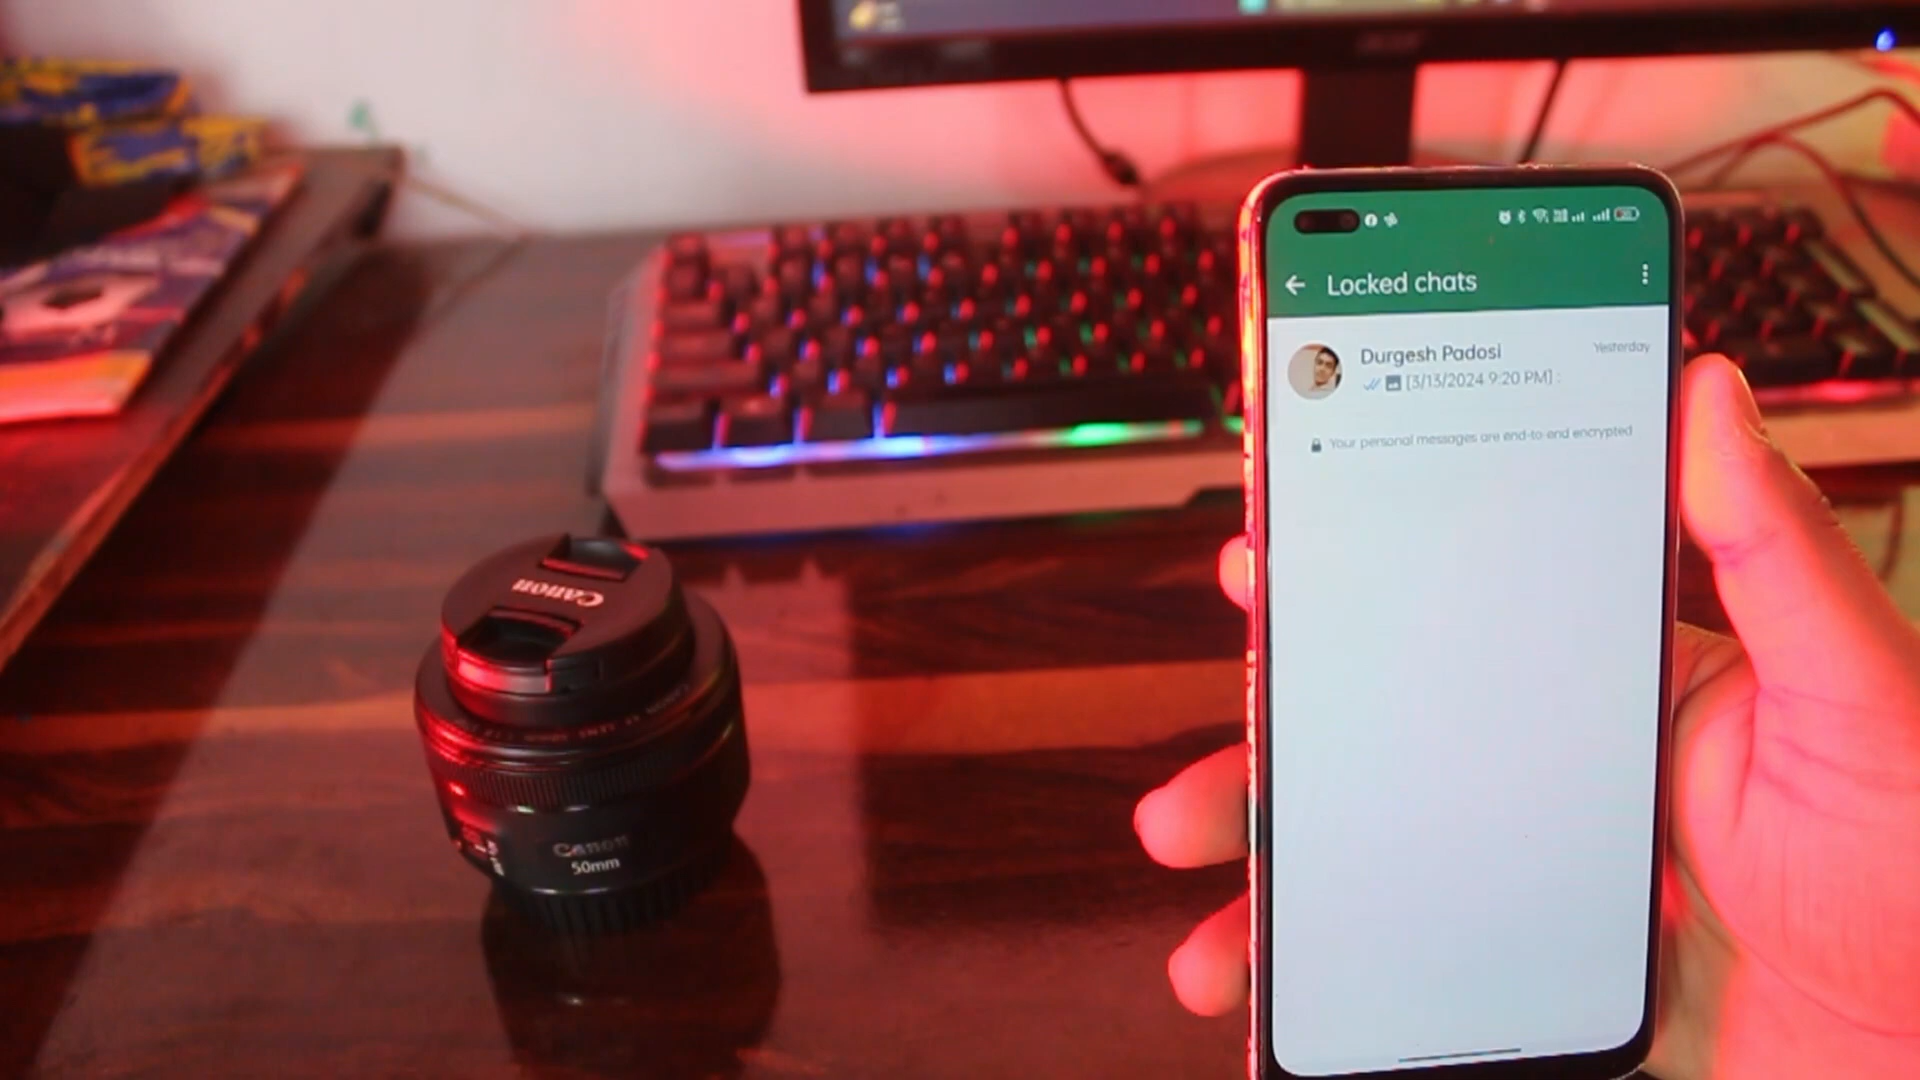 acer
Locked chats
Durgesh Padosi
Yesterday
[3/13/2024 9:20 PM] :
Your personal messages are end-to-end encrypted
Canon
Canon
50mm